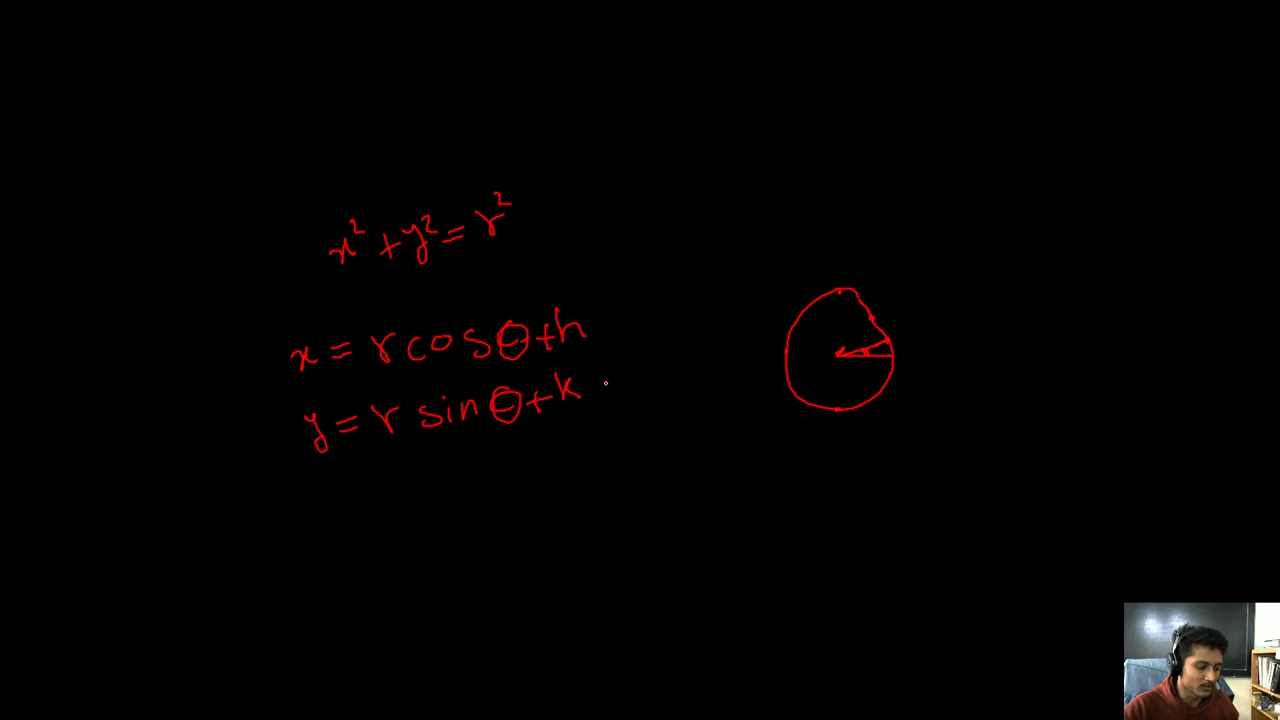 x² + y² = r²
x = r cos θ + h
y = r sin θ + k